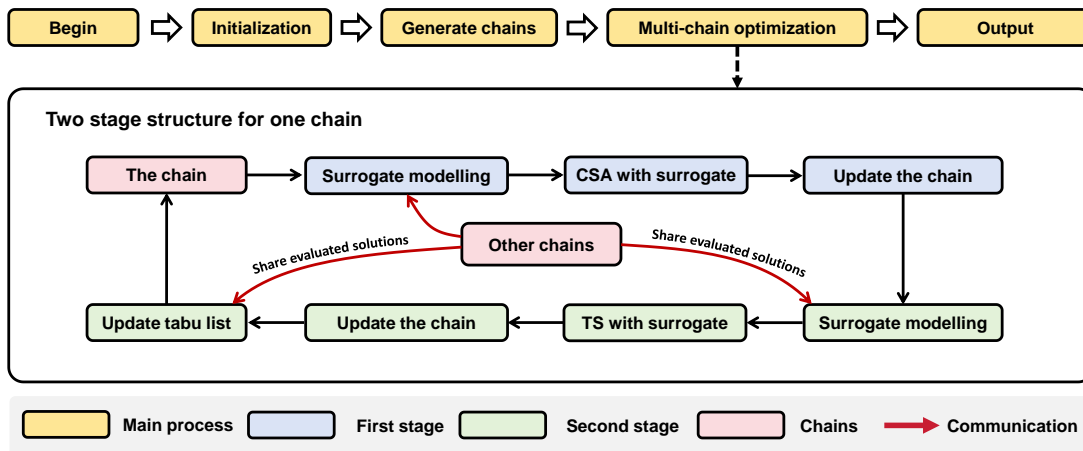 Begin
Initialization
Generate chains
Multi-chain optimization
Output
Two stage structure for one chain
The chain
Surrogate modelling
CSA with surrogate
Update the chain
Other chains
Share evaluated solutions
Share evaluated solutions
Update tabu list
Update the chain
TS with surrogate
Surrogate modelling
Main process
First stage
Second stage
Chains
Communication